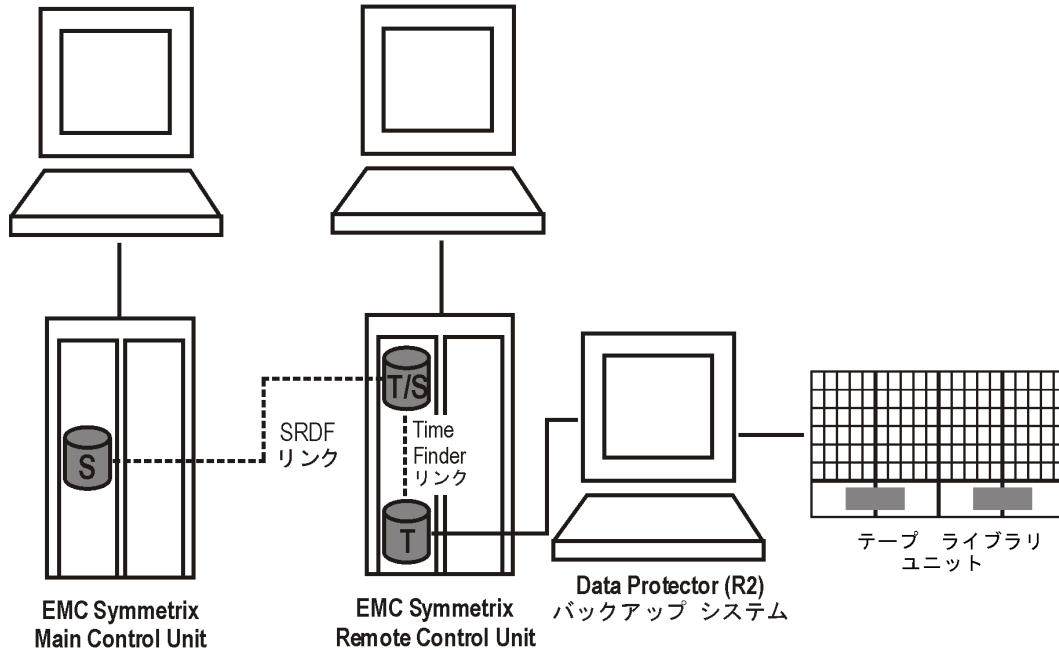 T/S
SRDF
リンク
Time
Finder
リンク
S
T
テープ ライブラリ
ユニット
Data Protector (R2)
バックアップ システム
EMC Symmetrix
Main Control Unit
EMC Symmetrix
Remote Control Unit